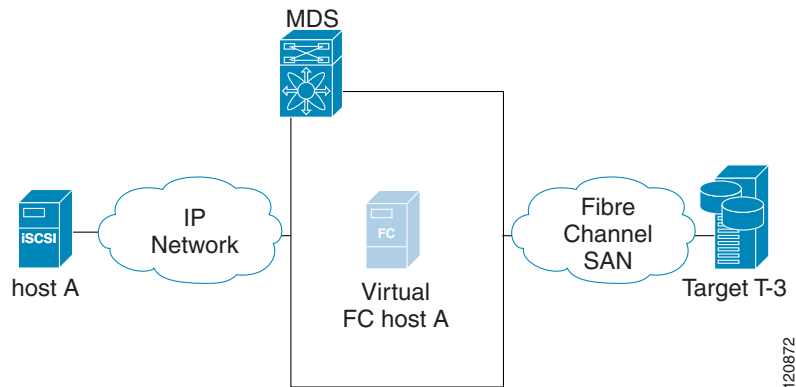 MDS
iSCSI
host A
IP
Network
FC
Virtual
FC host A
Fibre
Channel
SAN
Target T-3
120872